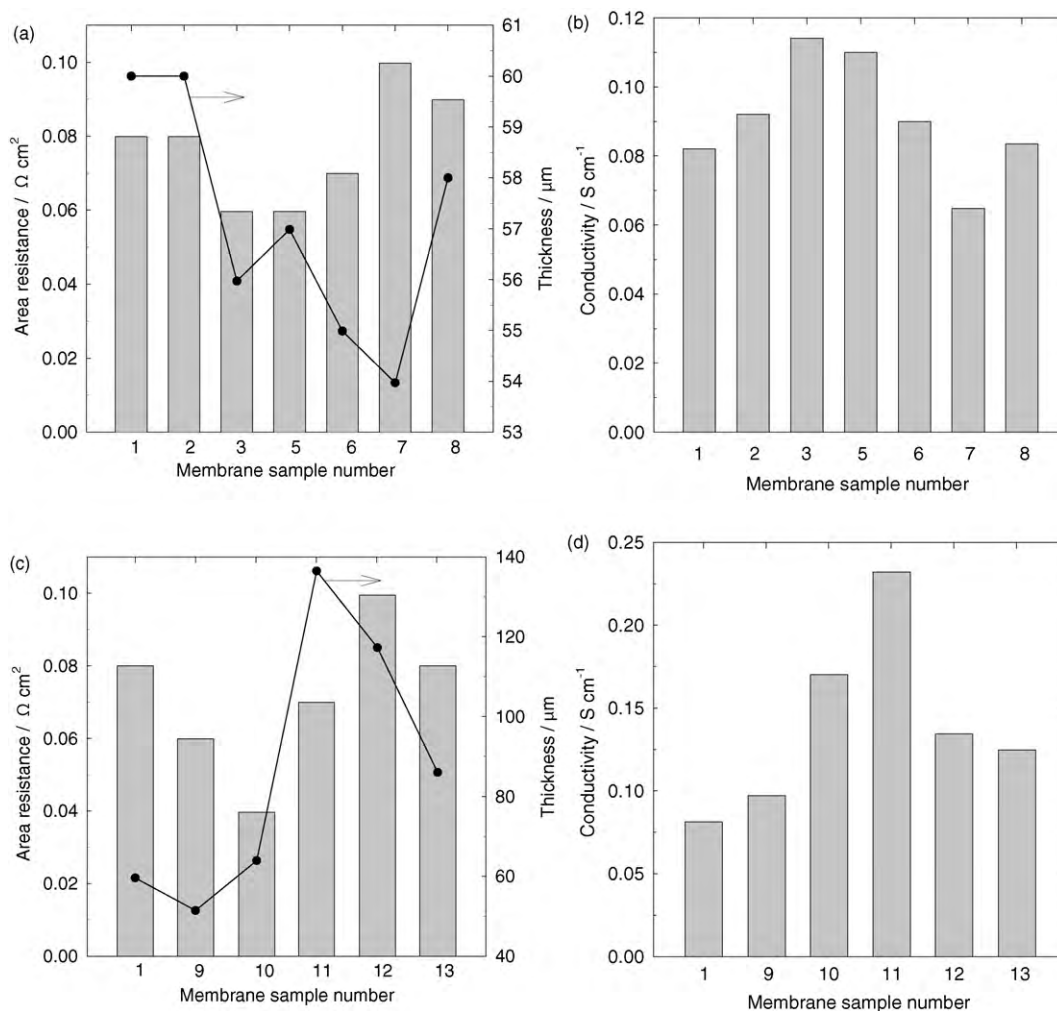 (a)
61
60
59
58
57
56
55
54
53
0.10
0.08
0.06
0.04
0.02
0.00
Area resistance / Ω cm²
Thickness / µm
1 2 3 5 6 7 8
Membrane sample number
(b)
0.12
0.10
0.08
0.06
0.04
0.02
0.00
Conductivity / S cm⁻¹
1 2 3 5 6 7 8
Membrane sample number
(c)
140
120
100
80
60
40
0.10
0.08
0.06
0.04
0.02
0.00
Area resistance / Ω cm²
Thickness / µm
1 9 10 11 12 13
Membrane sample number
(d)
0.25
0.20
0.15
0.10
0.05
0.00
Conductivity / S cm⁻¹
1 9 10 11 12 13
Membrane sample number